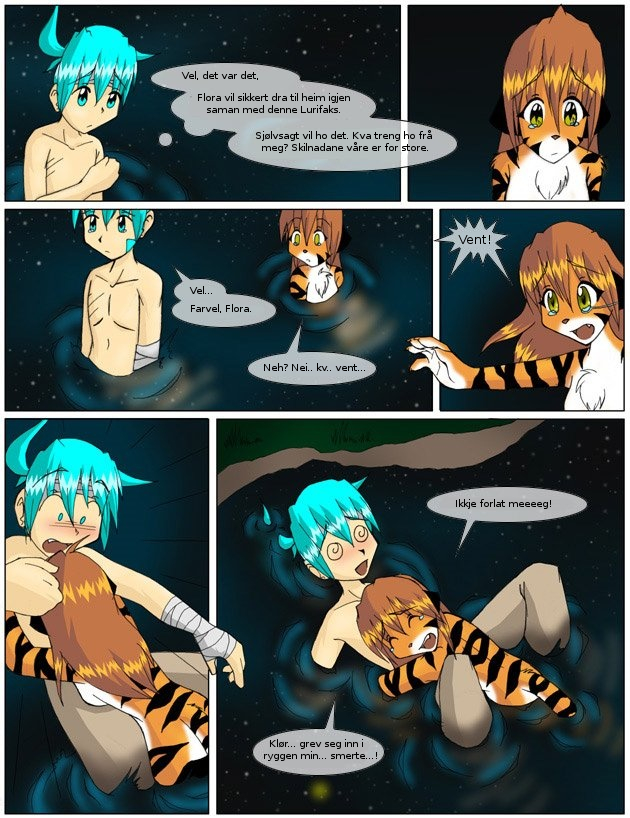 Vel, det var det,
Flora vil sikkert dra til heim igjen
saman med denne Lurifaks.
Sjølvsagt vil ho det. Kva treng ho frå
meg? Skilnadane våre er for store.
Vel...
Farvel, Flora.
Neh? Nei.. kv.. vent...
Vent!
Ikkje forlat meeeeg!
Klør... grev seg inn i
ryggen min... smerte...!